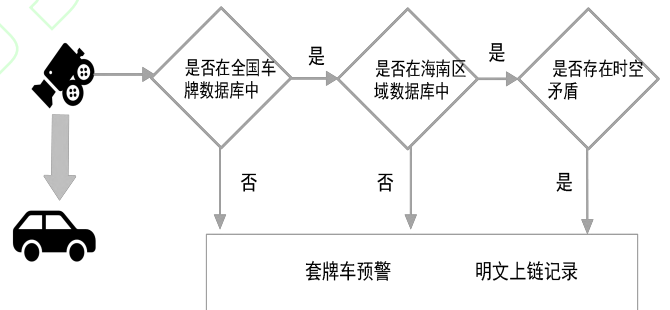 是否在全国车
牌数据库中
是
是否在海南区
域数据库中
是
是否存在时空
矛盾
否
否
是
套牌车预警
明文上链记录